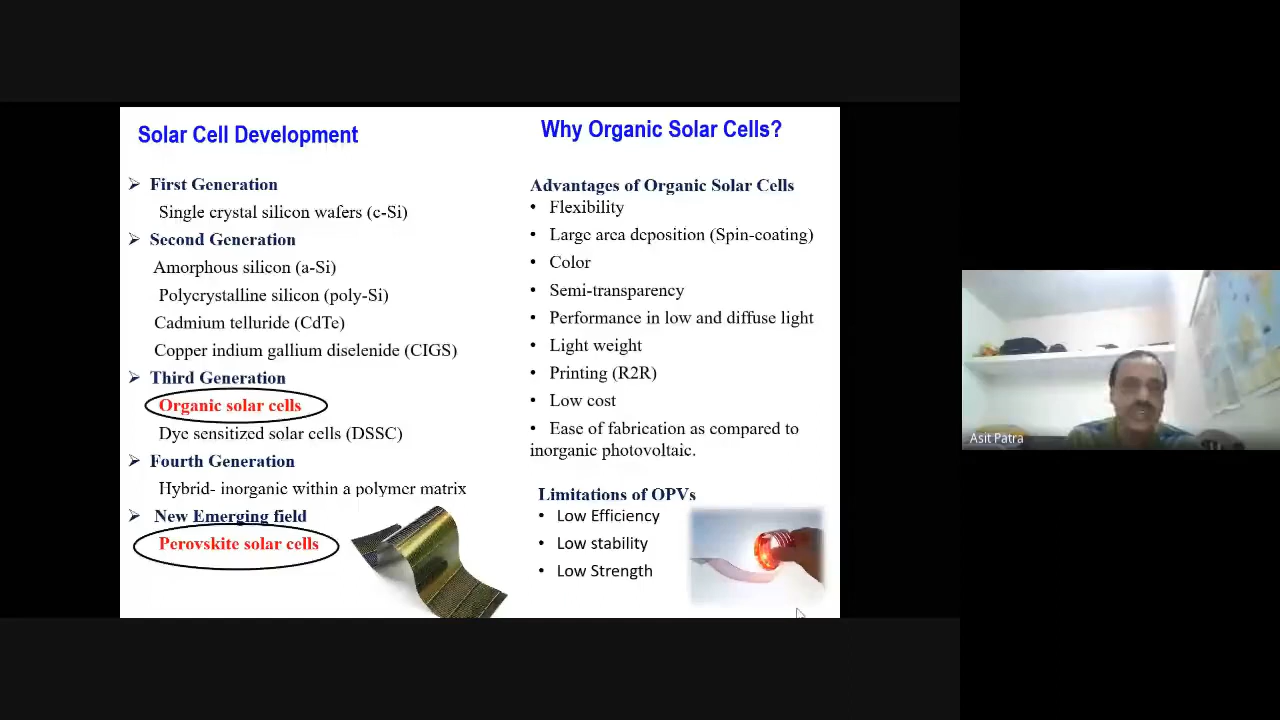 Solar Cell Development
➢ First Generation
Single crystal silicon wafers (c-Si)
➢ Second Generation
Amorphous silicon (a-Si)
Polycrystalline silicon (poly-Si)
Cadmium telluride (CdTe)
Copper indium gallium diselenide (CIGS)
➢ Third Generation
Organic solar cells
Dye sensitized solar cells (DSSC)
➢ Fourth Generation
Hybrid- inorganic within a polymer matrix
➢ New Emerging field
Perovskite solar cells
Why Organic Solar Cells?
Advantages of Organic Solar Cells
• Flexibility
• Large area deposition (Spin-coating)
• Color
• Semi-transparency
• Performance in low and diffuse light
• Light weight
• Printing (R2R)
• Low cost
• Ease of fabrication as compared to
inorganic photovoltaic.
Limitations of OPVs
• Low Efficiency
• Low stability
• Low Strength
Asit Patra